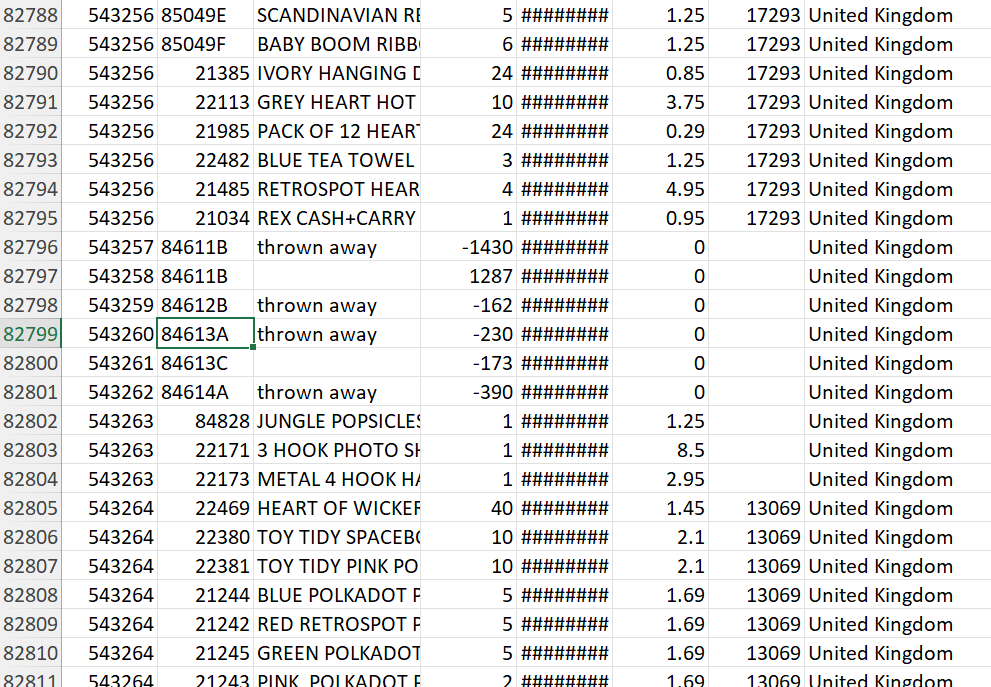 82788 543256 85049E SCANDINAVIAN RE 5 ######## 1.25 17293 United Kingdom
82789 543256 85049F BABY BOOM RIBB 6 ######## 1.25 17293 United Kingdom
82790 543256 21385 IVORY HANGING D 24 ######## 0.85 17293 United Kingdom
82791 543256 22113 GREY HEART HOT 10 ######## 3.75 17293 United Kingdom
82792 543256 21985 PACK OF 12 HEART 24 ######## 0.29 17293 United Kingdom
82793 543256 22482 BLUE TEA TOWEL 3 ######## 1.25 17293 United Kingdom
82794 543256 21485 RETROSPOT HEAR 4 ######## 4.95 17293 United Kingdom
82795 543256 21034 REX CASH+CARRY 1 ######## 0.95 17293 United Kingdom
82796 543257 84611B thrown away -1430 ######## 0 United Kingdom
82797 543258 84611B 1287 ######## 0 United Kingdom
82798 543259 84612B thrown away -162 ######## 0 United Kingdom
82799 543260 84613A thrown away -230 ######## 0 United Kingdom
82800 543261 84613C -173 ######## 0 United Kingdom
82801 543262 84614A thrown away -390 ######## 0 United Kingdom
82802 543263 84828 JUNGLE POPSICLES 1 ######## 1.25 United Kingdom
82803 543263 22171 3 HOOK PHOTO SH 1 ######## 8.5 United Kingdom
82804 543263 22173 METAL 4 HOOK HA 1 ######## 2.95 United Kingdom
82805 543264 22469 HEART OF WICKER 40 ######## 1.45 13069 United Kingdom
82806 543264 22380 TOY TIDY SPACEBO 10 ######## 2.1 13069 United Kingdom
82807 543264 22381 TOY TIDY PINK PO 10 ######## 2.1 13069 United Kingdom
82808 543264 21244 BLUE POLKADOT P 5 ######## 1.69 13069 United Kingdom
82809 543264 21242 RED RETROSPOT P 5 ######## 1.69 13069 United Kingdom
82810 543264 21245 GREEN POLKADOT 5 ######## 1.69 13069 United Kingdom
82811 543264 21243 PINK POLKADOT P 2 ######## 1.69 13069 United Kingdom